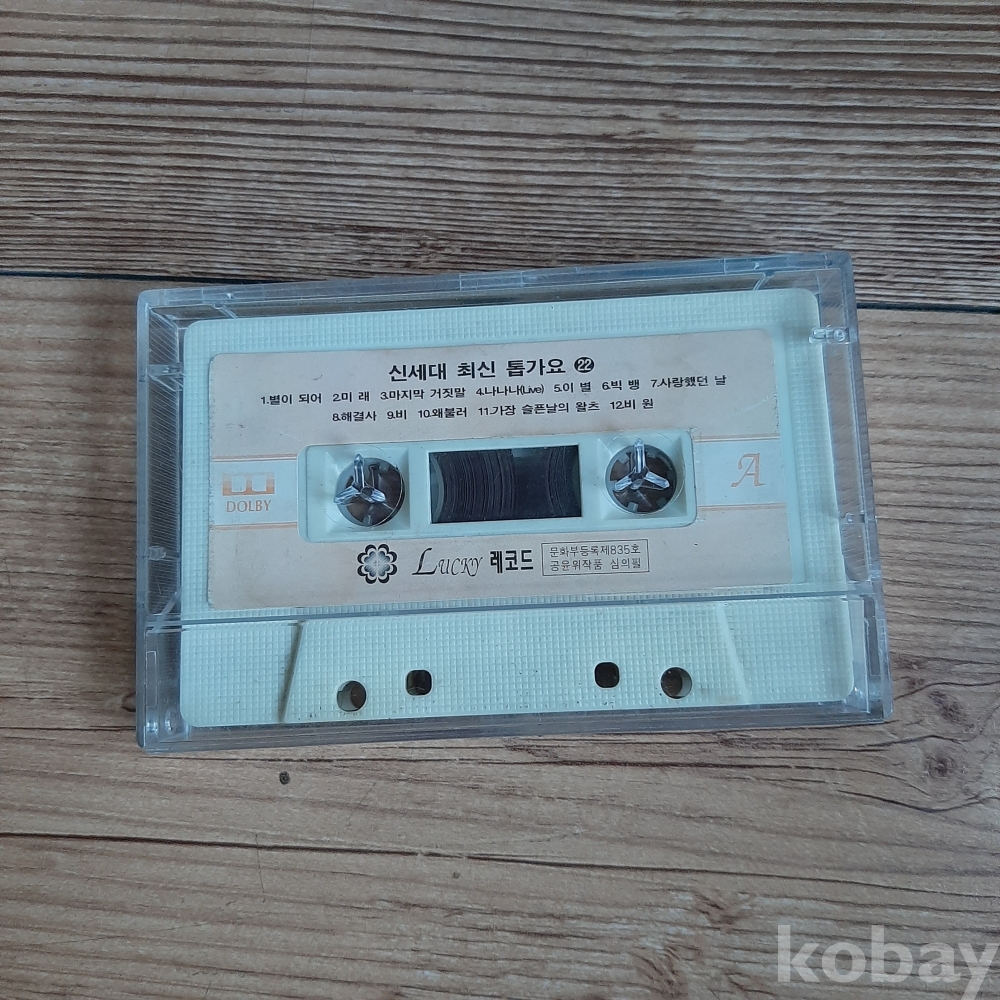 신세대 최신 톱가요 22
1.별이 되어 2.미 래 3.마지막 거짓말 4.나나나(Live) 5.이 별 6.빅 뱅 7.사랑했던 날
8.해결사 9.비 10.왜불러 11.가장 슬픈날의 왈츠 12.비 원
DOLBY
A
LUCKY 레코드
문화부등록제835호
공윤위작품 심의필
kobay